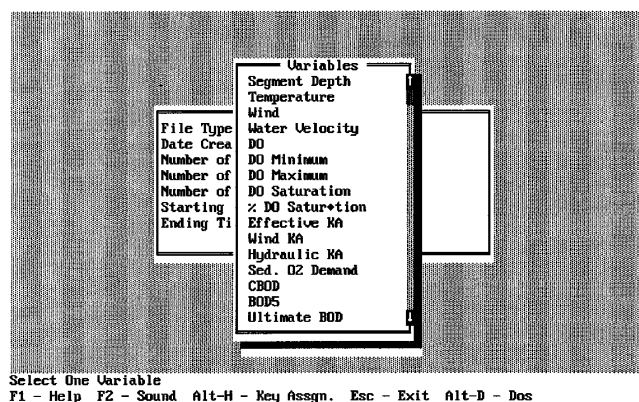 Variables
Segment Depth
Temperature
Wind
File Type Water Velocity
Date Crea DO
Number of DO Minimum
Number of DO Maximum
Number of DO Saturation
Starting % DO Satur♦tion
Ending Ti Effective KA
Wind KA
Hydraulic KA
Sed. O2 Demand
CBOD
BOD5
Ultimate BOD
Select One Variable
F1 - Help F2 - Sound Alt-H - Key Assgn. Esc - Exit Alt-D - Dos